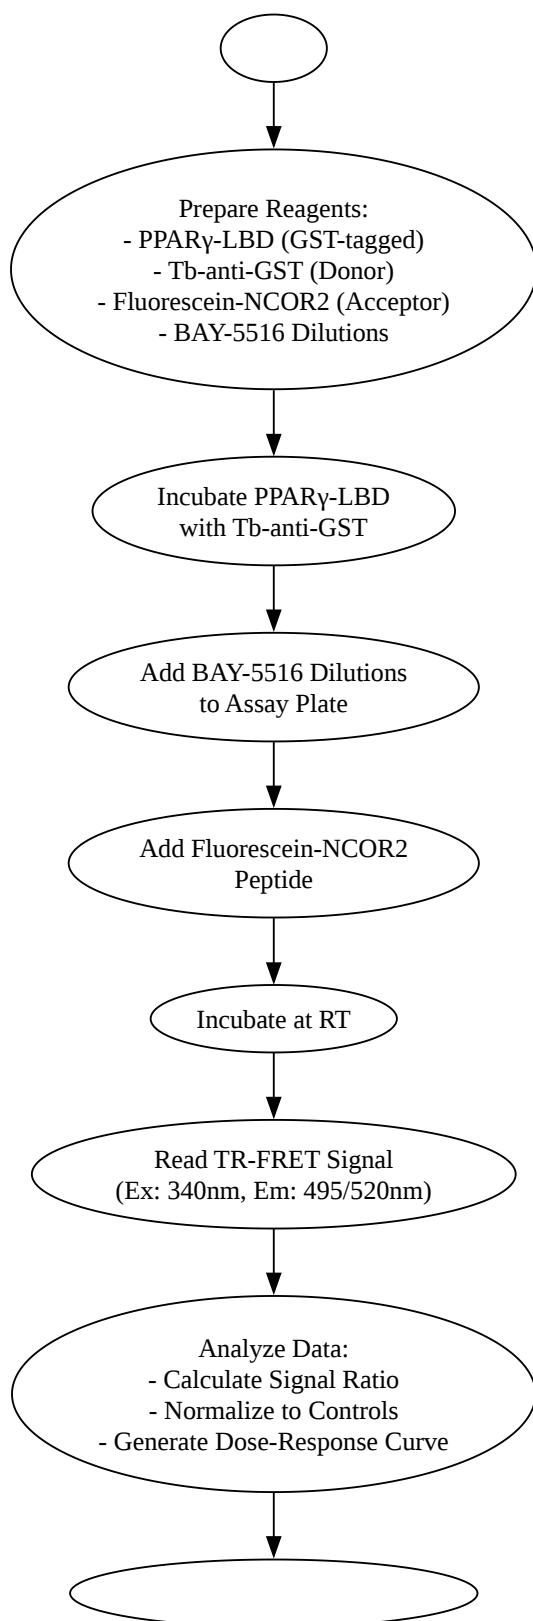 Prepare Reagents:
- PPARγ-LBD (GST-tagged)
- Tb-anti-GST (Donor)
- Fluorescein-NCOR2 (Acceptor)
- BAY-5516 Dilutions
Incubate PPARγ-LBD
with Tb-anti-GST
Add BAY-5516 Dilutions
to Assay Plate
Add Fluorescein-NCOR2
Peptide
Incubate at RT
Read TR-FRET Signal
(Ex: 340nm, Em: 495/520nm)
Analyze Data:
- Calculate Signal Ratio
- Normalize to Controls
- Generate Dose-Response Curve